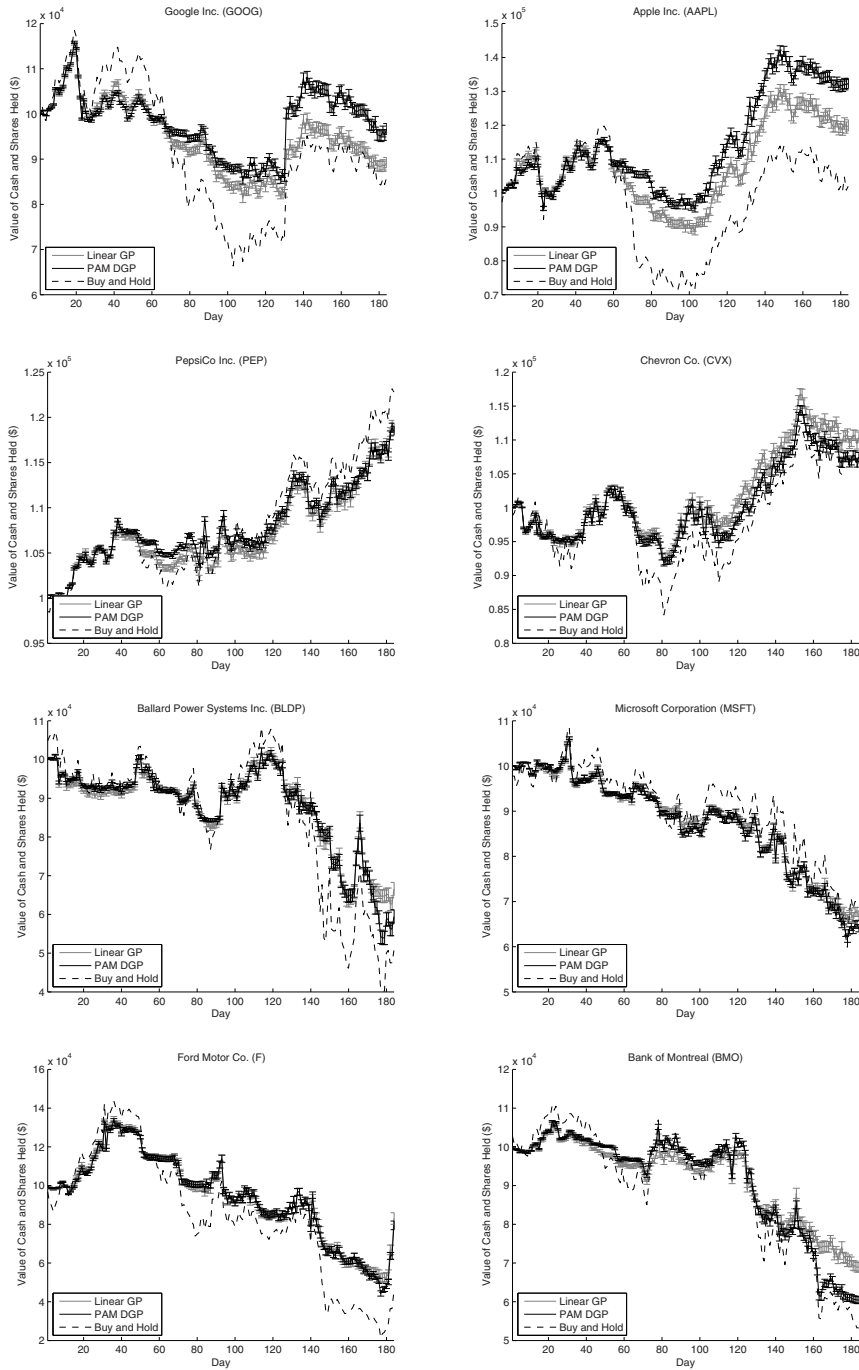 Google Inc. (GOOG)
x 10^4
12
11
10
9
8
7
6
20 40 60 80 100 120 140 160 180
Day
Value of Cash and Shares Held ($)
Linear GP
PAM DGP
Buy and Hold
Apple Inc. (AAPL)
x 10^5
1.5
1.4
1.3
1.2
1.1
1
0.9
0.8
0.7
20 40 60 80 100 120 140 160 180
Day
Value of Cash and Shares Held ($)
Linear GP
PAM DGP
Buy and Hold
PepsiCo Inc. (PEP)
x 10^5
1.25
1.2
1.15
1.1
1.05
1
0.95
20 40 60 80 100 120 140 160 180
Day
Value of Cash and Shares Held ($)
Linear GP
PAM DGP
Buy and Hold
Chevron Co. (CVX)
x 10^5
1.2
1.15
1.1
1.05
1
0.95
0.9
0.85
0.8
20 40 60 80 100 120 140 160 180
Day
Value of Cash and Shares Held ($)
Linear GP
PAM DGP
Buy and Hold
Ballard Power Systems Inc. (BLDP)
x 10^4
11
10
9
8
7
6
5
4
20 40 60 80 100 120 140 160 180
Day
Value of Cash and Shares Held ($)
Linear GP
PAM DGP
Buy and Hold
Microsoft Corporation (MSFT)
x 10^4
11
10
9
8
7
6
5
20 40 60 80 100 120 140 160 180
Day
Value of Cash and Shares Held ($)
Linear GP
PAM DGP
Buy and Hold
Ford Motor Co. (F)
x 10^4
16
14
12
10
8
6
4
2
20 40 60 80 100 120 140 160 180
Day
Value of Cash and Shares Held ($)
Linear GP
PAM DGP
Buy and Hold
Bank of Montreal (BMO)
x 10^4
12
11
10
9
8
7
6
5
20 40 60 80 100 120 140 160 180
Day
Value of Cash and Shares Held ($)
Linear GP
PAM DGP
Buy and Hold